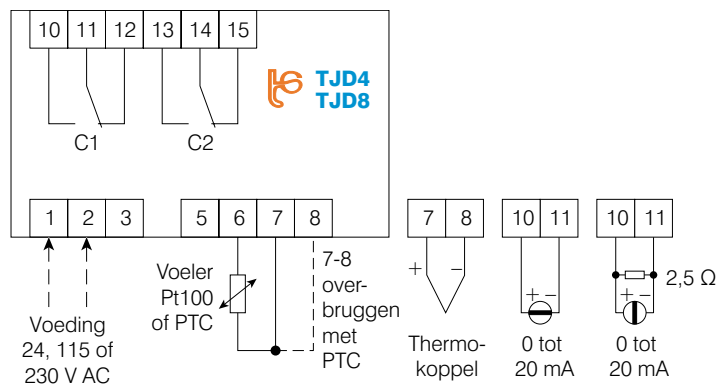 10 11 12 13 14 15
TJD4
TJD8
C1 C2
1 2 3 5 6 7 8 7 8 10 11 10 11
Voeler
Pt100
of PTC
7-8
over-
bruggen
met
PTC
+ −
+ −
+ −
2,5 Ω
Voeding
24, 115 of
230 V AC
Thermo-
koppel
0 tot
20 mA
0 tot
20 mA